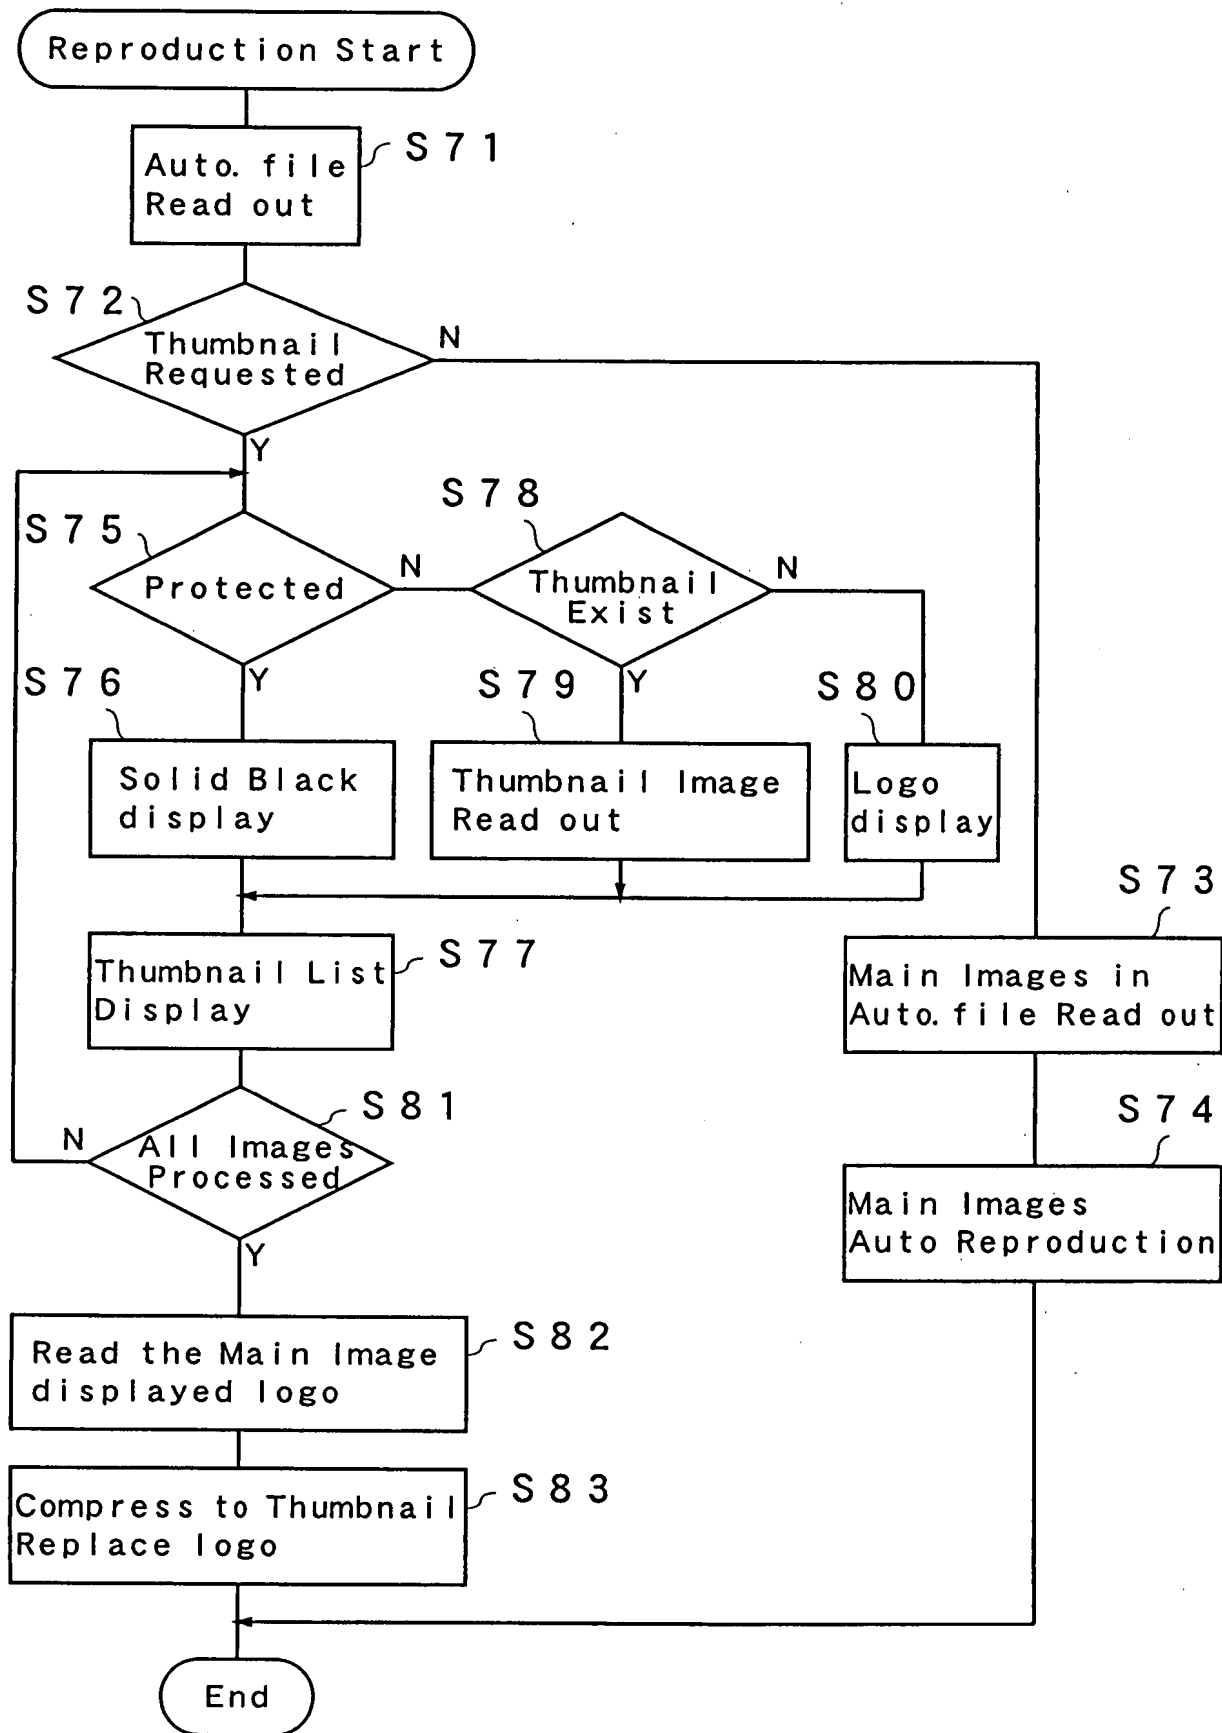 Reproduction Start
S71
Auto. file
Read out
S72
Thumbnail
Requested
N
Y
S75
Protected
N
Y
S78
Thumbnail
Exist
N
Y
S76
Solid Black
display
S79
Thumbnail Image
Read out
S80
Logo
display
S73
Main Images in
Auto. file Read out
S77
Thumbnail List
Display
S74
Main Images
Auto Reproduction
S81
All Images
Processed
N
Y
S82
Read the Main Image
displayed logo
S83
Compress to Thumbnail
Replace logo
End